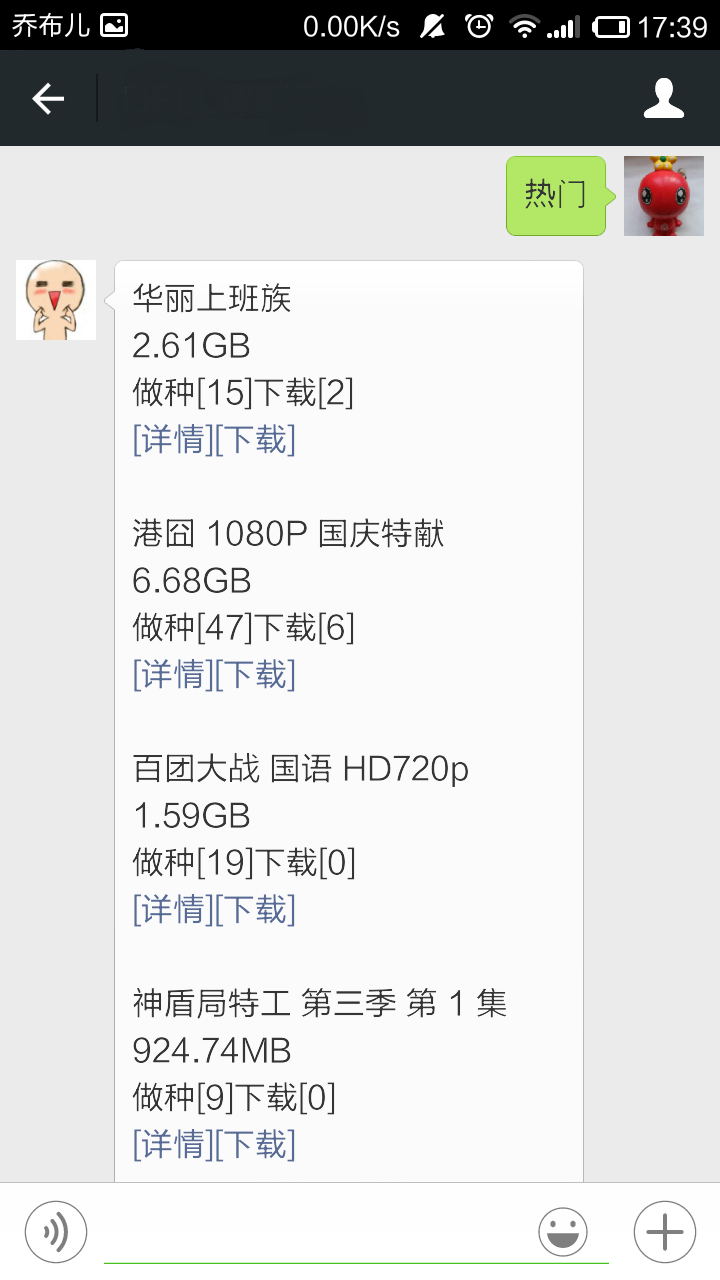 乔布儿 0.00K/s 17:39
热门
华丽上班族
2.61GB
做种[15]下载[2]
[详情][下载]
港囧 1080P 国庆特献
6.68GB
做种[47]下载[6]
[详情][下载]
百团大战 国语 HD720p
1.59GB
做种[19]下载[0]
[详情][下载]
神盾局特工 第三季 第 1 集
924.74MB
做种[9]下载[0]
[详情][下载]